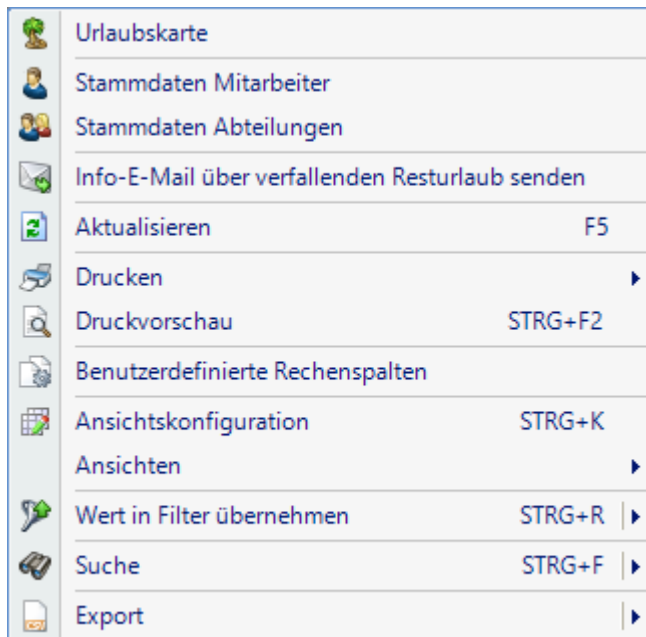 Urlaubskarte
Stammdaten Mitarbeiter
Stammdaten Abteilungen
Info-E-Mail über verfallenden Resturlaub senden
Aktualisieren F5
Drucken
Druckvorschau STRG+F2
Benutzerdefinierte Rechenspalten
Ansichtskonfiguration STRG+K
Ansichten
Wert in Filter übernehmen STRG+R
Suche STRG+F
Export